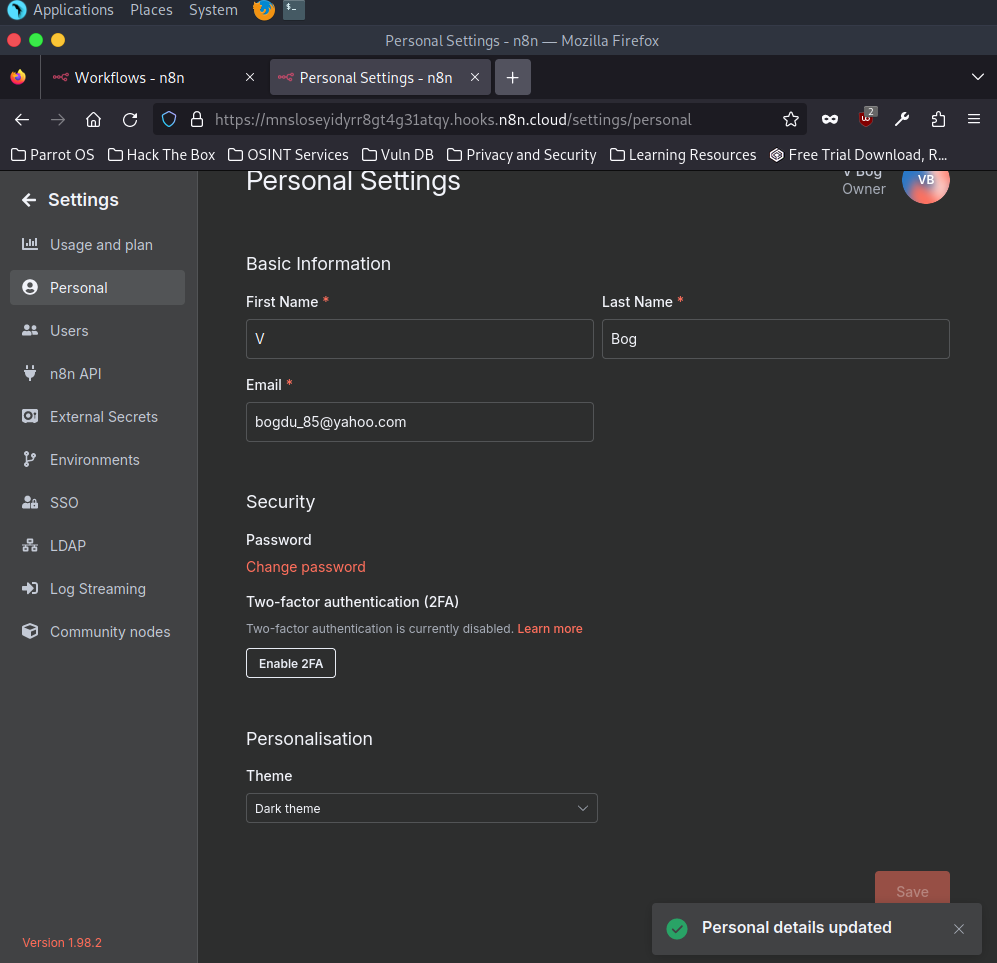 Applications Places System
Personal Settings - n8n — Mozilla Firefox
Workflows - n8n
Personal Settings - n8n
https://mnsloseyidyrr8gt4g31atqy.hooks.n8n.cloud/settings/personal
2
Parrot OS Hack The Box OSINT Services Vuln DB Privacy and Security Learning Resources Free Trial Download, R...
Settings
Usage and plan
Personal
Users
n8n API
External Secrets
Environments
SSO
LDAP
Log Streaming
Community nodes
Version 1.98.2
Personal Settings
V Bog
Owner
VB
Basic Information
First Name * Last Name *
V Bog
Email *
bogdu_85@yahoo.com
Security
Password
Change password
Two-factor authentication (2FA)
Two-factor authentication is currently disabled. Learn more
Enable 2FA
Personalisation
Theme
Dark theme
Save
Personal details updated